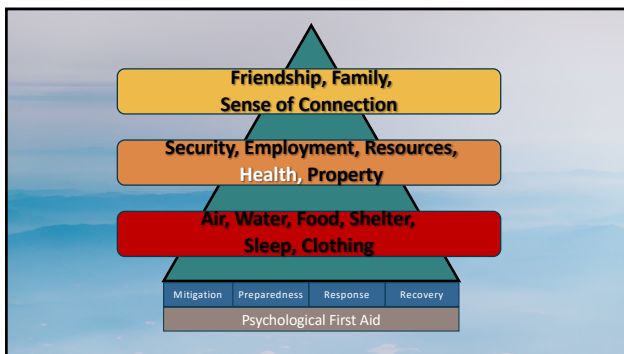 Friendship, Family,
Sense of Connection
Security, Employment, Resources,
Health, Property
Air, Water, Food, Shelter,
Sleep, Clothing
Mitigation Preparedness Response Recovery
Psychological First Aid